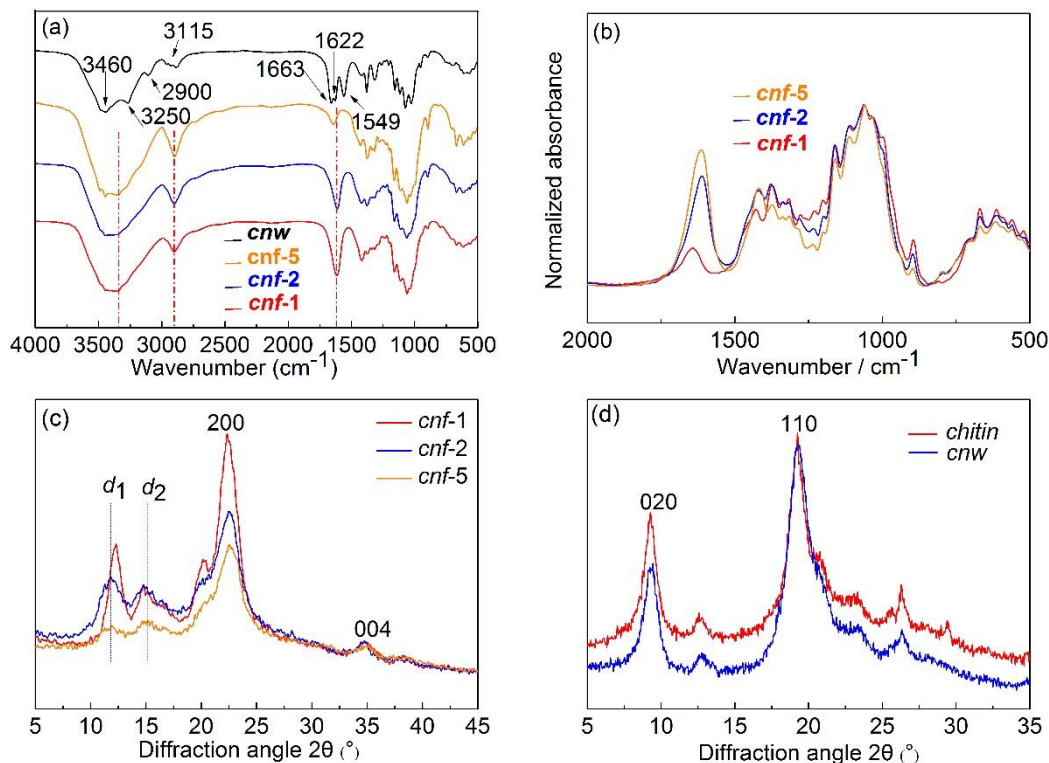 (a)
3115
1622
3460
1663
2900
3250
1549
cnw
cnf-5
cnf-2
cnf-1
4000 3500 3000 2500 2000 1500 1000 500
Wavenumber (cm-1)
(b)
cnf-5
cnf-2
cnf-1
Normalized absorbance
2000 1500 1000 500
Wavenumber / cm-1
(c)
200
cnf-1
cnf-2
cnf-5
d1 d2
004
5 10 15 20 25 30 35 40 45
Diffraction angle 2θ (°)
(d)
110
chitin
cnw
020
5 10 15 20 25 30 35
Diffraction angle 2θ (°)